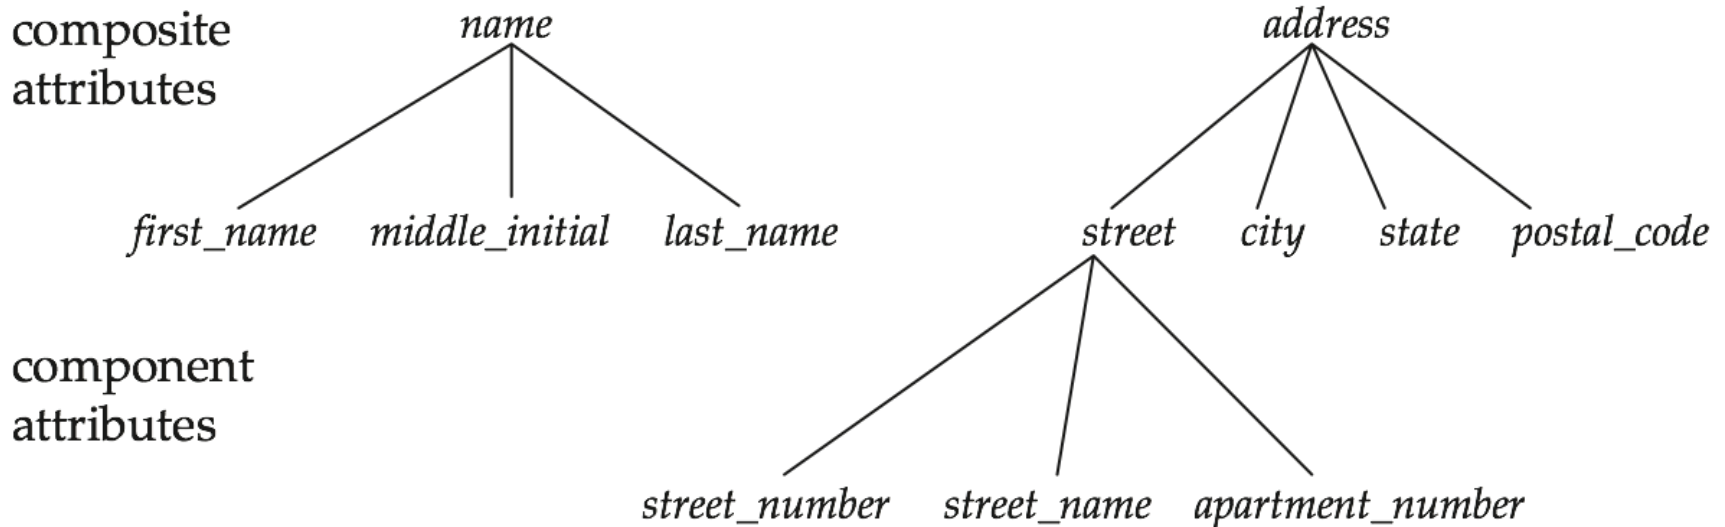 composite
attributes
name
address
first_name middle_initial last_name
street city state postal_code
component
attributes
street_number street_name apartment_number